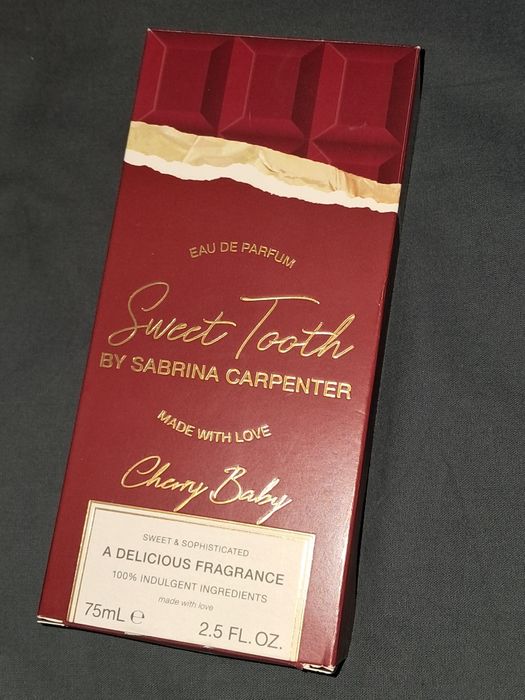 EAU DE PARFUM
Sweet Tooth
BY SABRINA CARPENTER
MADE WITH LOVE
Cherry Baby
SWEET & SOPHISTICATED
A DELICIOUS FRAGRANCE
100% INDULGENT INGREDIENTS
made with love
75mL ℮ 2.5 FL. OZ.